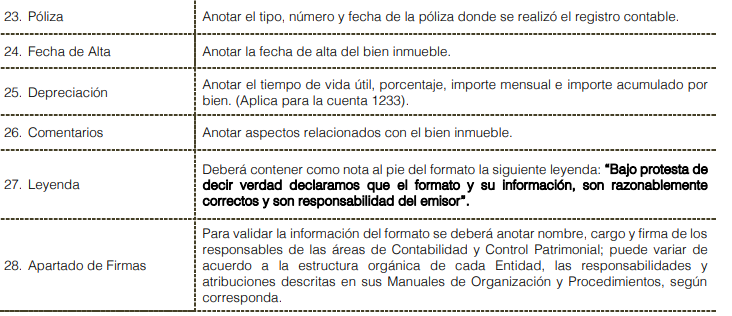 23. Póliza
Anotar el tipo, número y fecha de la póliza donde se realizó el registro contable.
24. Fecha de Alta
Anotar la fecha de alta del bien inmueble.
25. Depreciación
Anotar el tiempo de vida útil, porcentaje, importe mensual e importe acumulado por
bien. (Aplica para la cuenta 1233).
26. Comentarios
Anotar aspectos relacionados con el bien inmueble.
27. Leyenda
Deberá contener como nota al pie del formato la siguiente leyenda: “Bajo protesta de
decir verdad declaramos que el formato y su información, son razonablemente
correctos y son responsabilidad del emisor”.
28. Apartado de Firmas
Para validar la información del formato se deberá anotar nombre, cargo y firma de los
responsables de las áreas de Contabilidad y Control Patrimonial; puede variar de
acuerdo a la estructura orgánica de cada Entidad, las responsabilidades y
atribuciones descritas en sus Manuales de Organización y Procedimientos, según
corresponda.